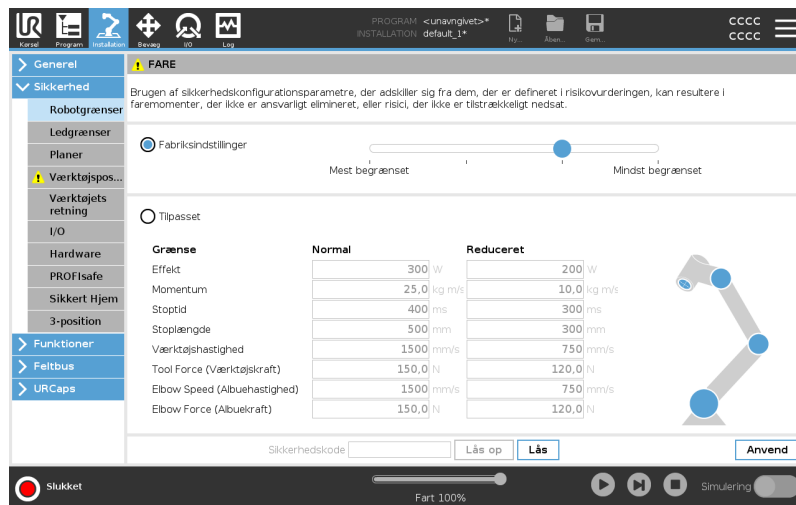 PROGRAM <unavngivet>*
INSTALLATION default_1*
Kørsel Program Installation Bevæg I/O Log
Ny... Åben... Gem...
CCCC
CCCC
Generel
Sikkerhed
Robotgrænser
Ledgrænser
Planer
Værktøjspos...
Værktøjets
retning
I/O
Hardware
PROFIsafe
Sikkert Hjem
3-position
Funktioner
Feltbus
URCaps
FARE
Brugen af sikkerhedskonfigurationsparametre, der adskiller sig fra dem, der er defineret i risikovurderingen, kan resultere i
faremomenter, der ikke er ansvarligt elimineret, eller risici, der ikke er tilstrækkeligt nedsat.
Fabriksindstillinger
Mest begrænset Mindst begrænset
Tilpasset
Grænse Normal Reduceret
Effekt 300 W 200 W
Momentum 25,0 kg m/s 10,0 kg m/s
Stoptid 400 ms 300 ms
Stoplængde 500 mm 300 mm
Værktøjshastighed 1500 mm/s 750 mm/s
Tool Force (Værktøjskraft) 150,0 N 120,0 N
Elbow Speed (Albuehastighed) 1500 mm/s 750 mm/s
Elbow Force (Albuekraft) 150,0 N 120,0 N
Sikkerhedskode Lås op Lås Anvend
Slukket
Fart 100%
Simulering